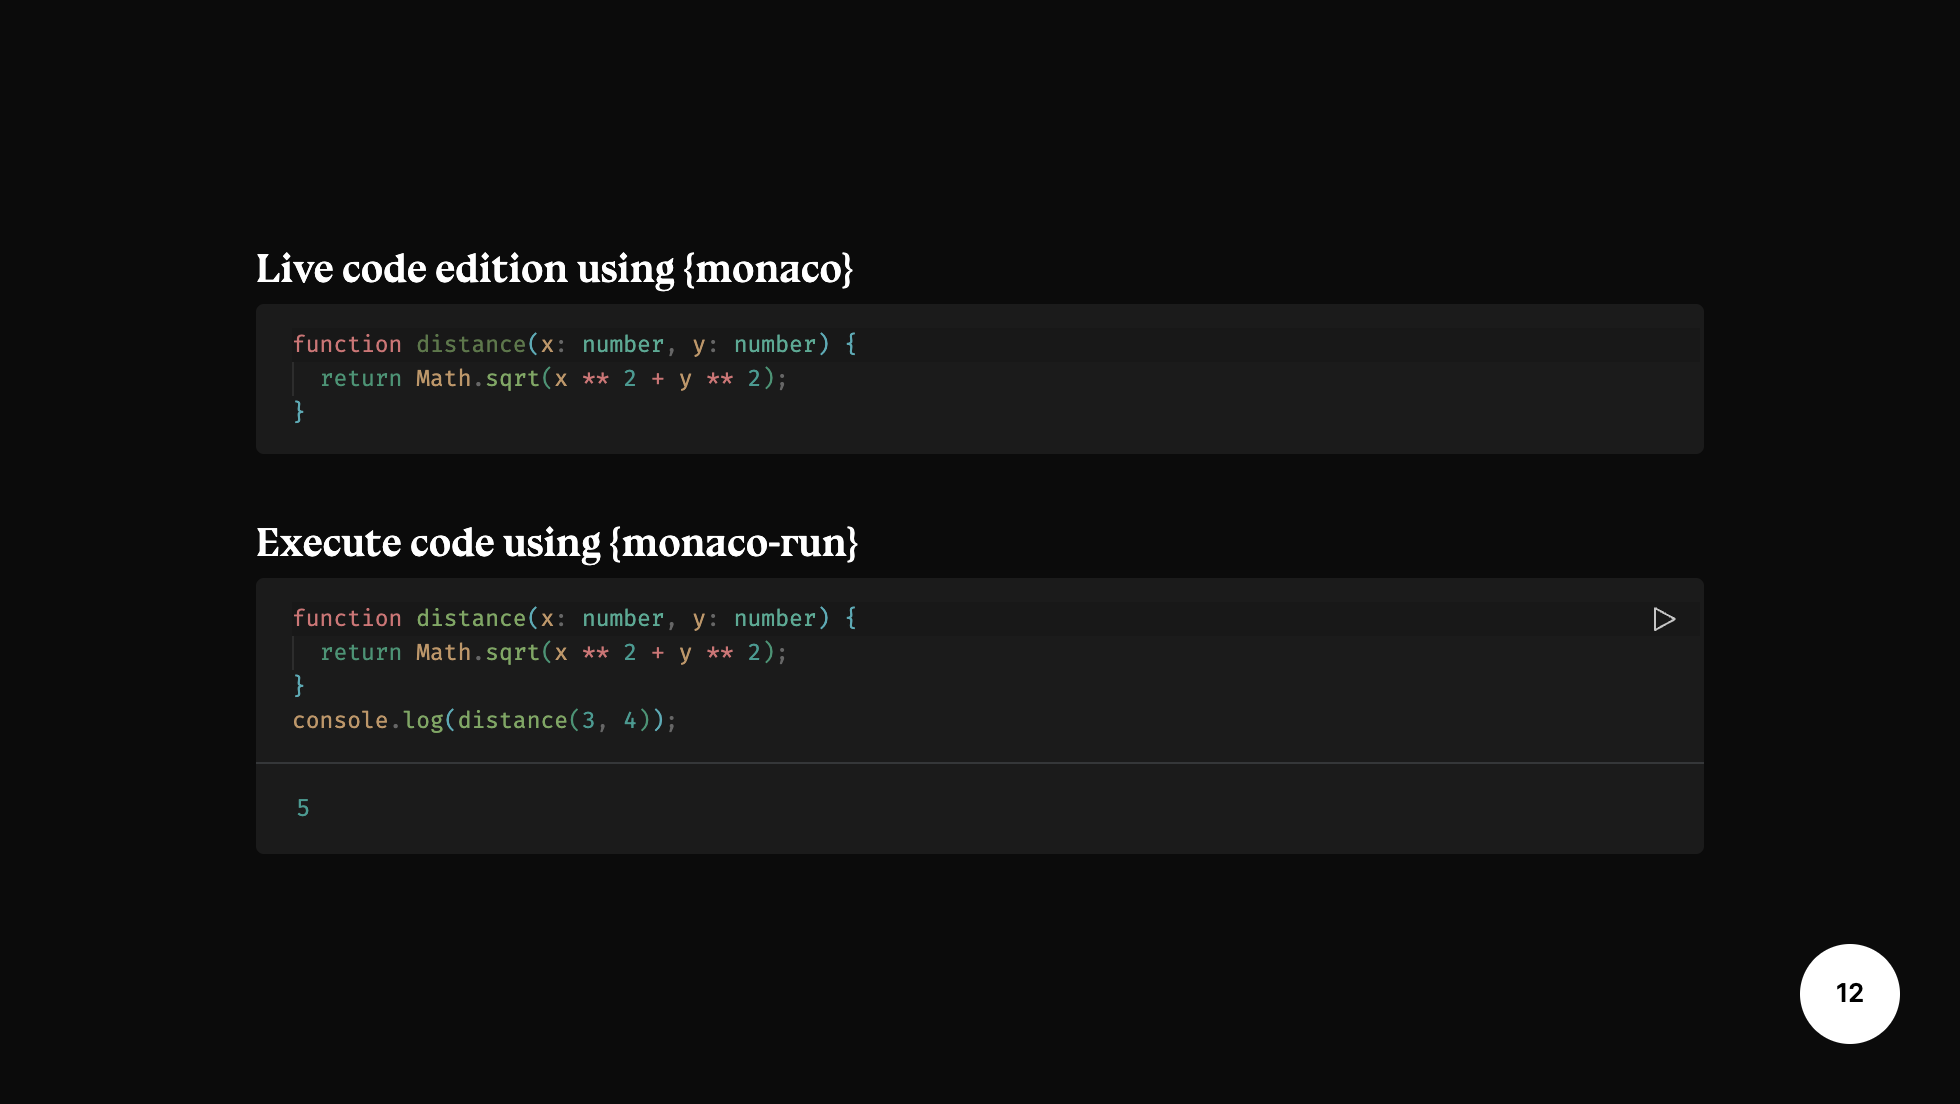 Live code edition using {monaco}
function distance(x: number, y: number) {
  return Math.sqrt(x ** 2 + y ** 2);
}
Execute code using {monaco-run}
function distance(x: number, y: number) {
  return Math.sqrt(x ** 2 + y ** 2);
}
console.log(distance(3, 4));
5
12